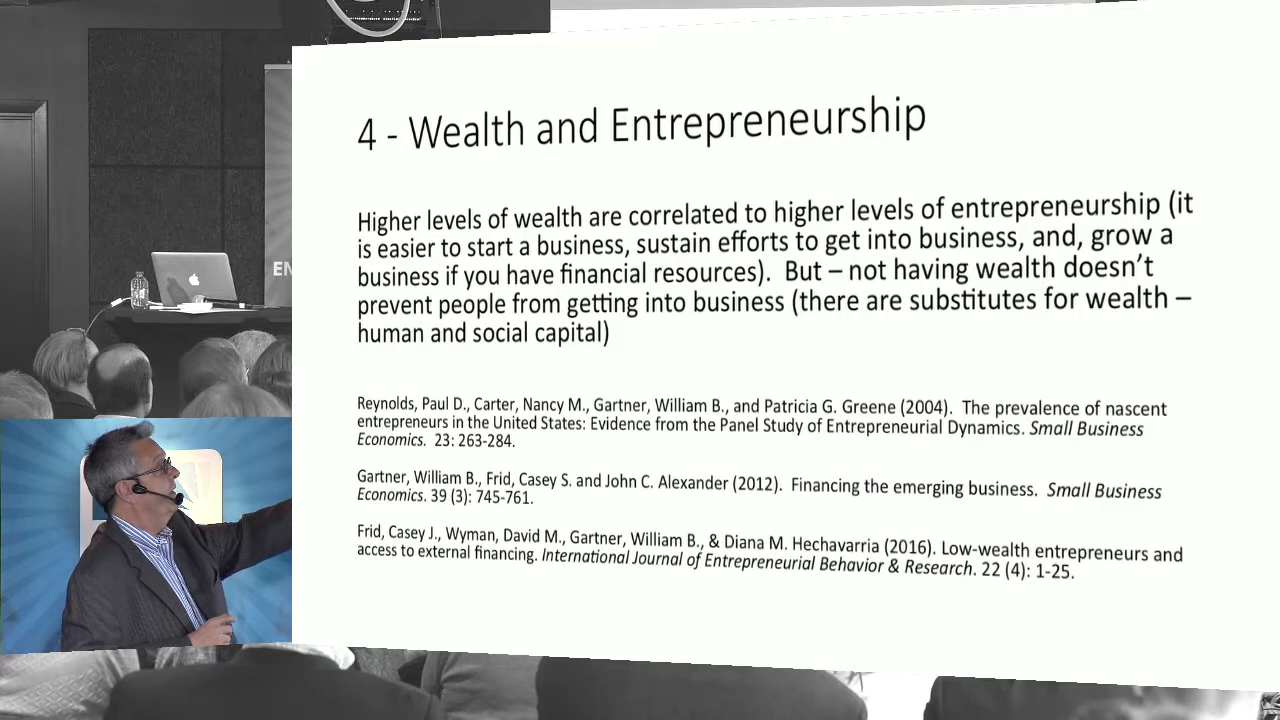 4 - Wealth and Entrepreneurship
Higher levels of wealth are correlated to higher levels of entrepreneurship (it
is easier to start a business, sustain efforts to get into business, and, grow a
business if you have financial resources).  But – not having wealth doesn't
prevent people from getting into business (there are substitutes for wealth –
human and social capital)
EN
Reynolds, Paul D., Carter, Nancy M., Gartner, William B., and Patricia G. Greene (2004).  The prevalence of nascent
entrepreneurs in the United States: Evidence from the Panel Study of Entrepreneurial Dynamics. Small Business
Economics.  23: 263-284.
Gartner, William B., Frid, Casey S. and John C. Alexander (2012).  Financing the emerging business.  Small Business
Economics. 39 (3): 745-761.
Frid, Casey J., Wyman, David M., Gartner, William B., & Diana M. Hechavarria (2016). Low-wealth entrepreneurs and
access to external financing. International Journal of Entrepreneurial Behavior & Research. 22 (4): 1-25.